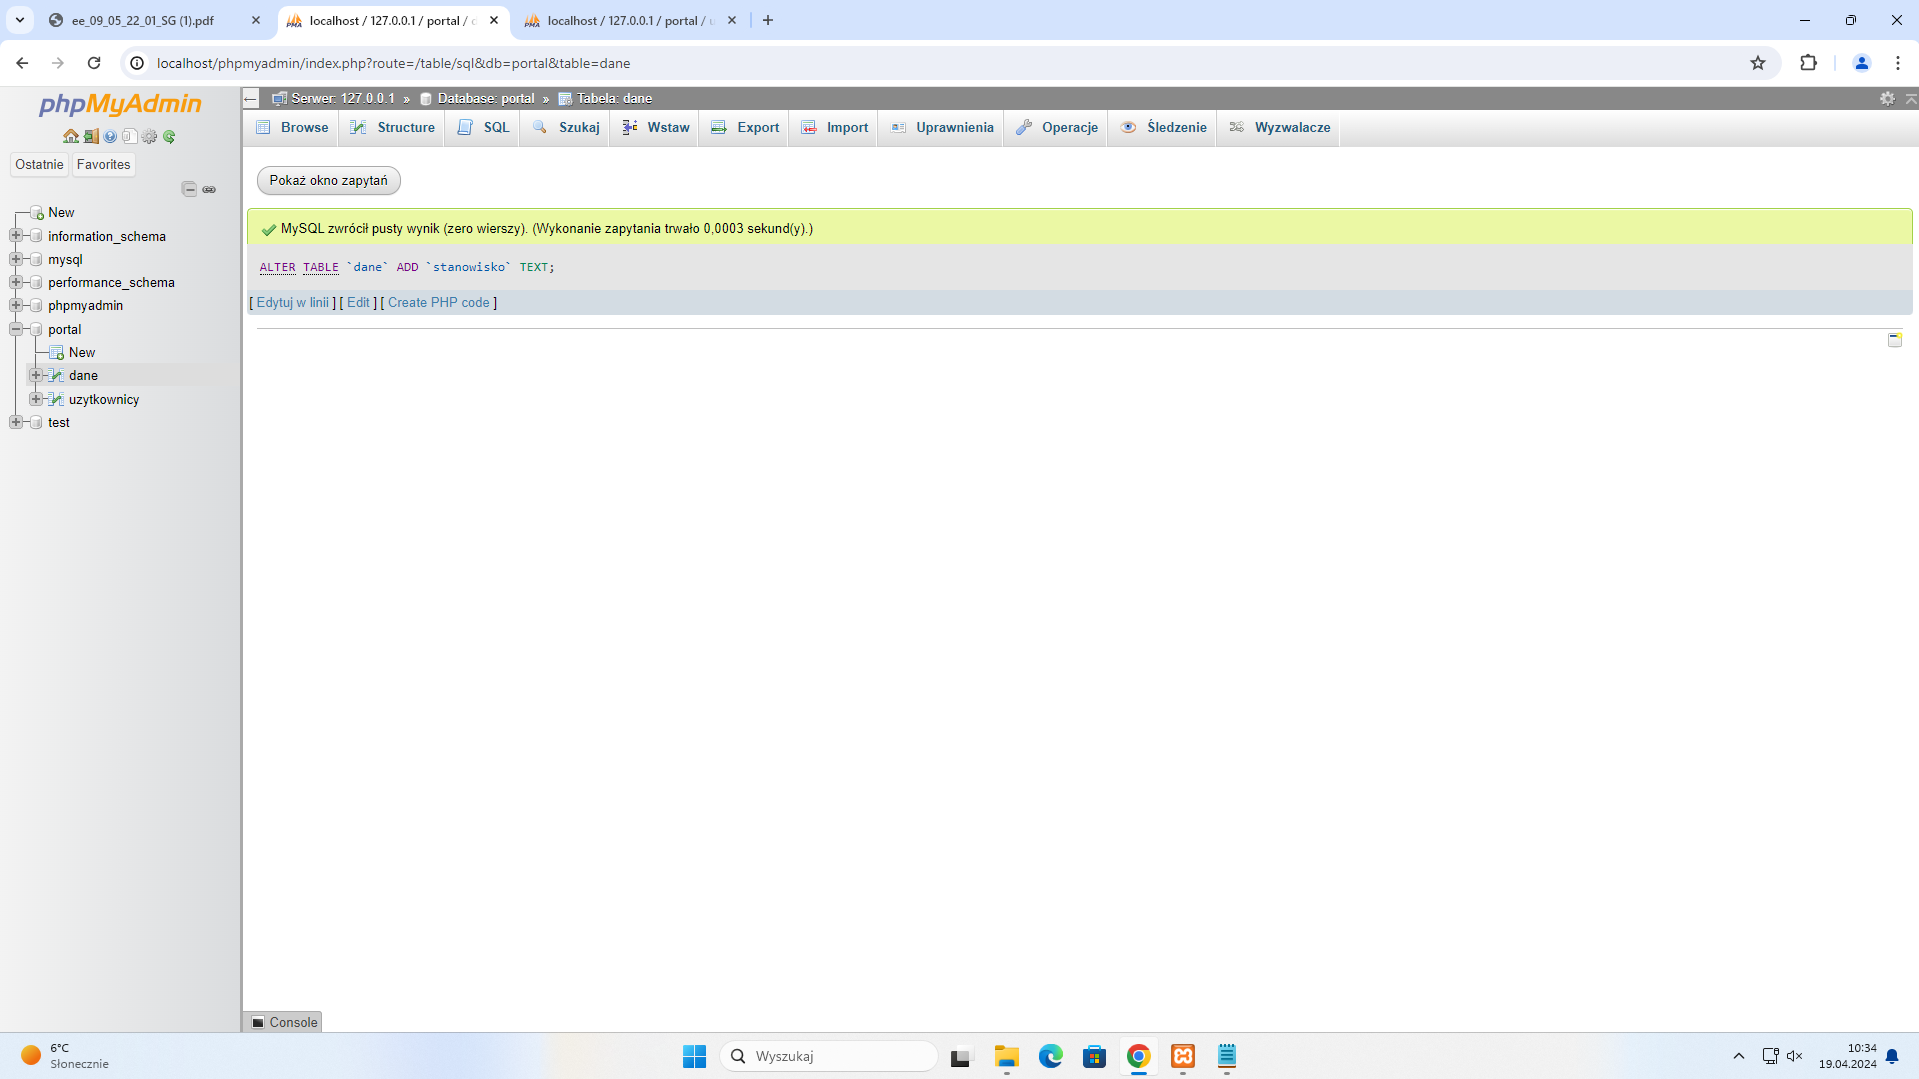 ee_09_05_22_01_SG (1).pdf
localhost / 127.0.0.1 / portal /
localhost / 127.0.0.1 / portal /
localhost/phpmyadmin/index.php?route=/table/sql&db=portal&table=dane
phpMyAdmin
Ostatnie Favorites
New
information_schema
mysql
performance_schema
phpmyadmin
portal
New
dane
uzytkownicy
test
Serwer: 127.0.0.1 » Database: portal » Tabela: dane
Browse Structure SQL Szukaj Wstaw Export Import Uprawnienia Operacje Śledzenie Wyzwalacze
Pokaż okno zapytań
MySQL zwrócił pusty wynik (zero wierszy). (Wykonanie zapytania trwało 0,0003 sekund(y).)
ALTER TABLE `dane` ADD `stanowisko` TEXT;
[ Edytuj w linii ] [ Edit ] [ Create PHP code ]
Console
6°C
Słonecznie
Wyszukaj
10:34
19.04.2024